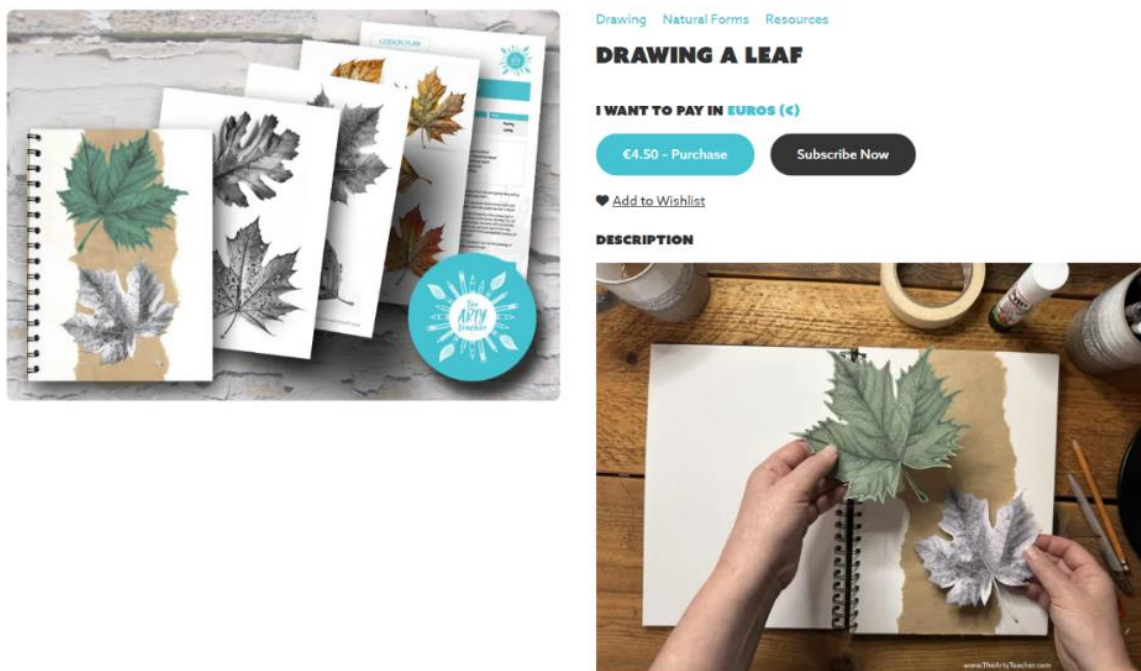 LESSON PLAN
The
ARTY
Teacher
Drawing Natural Forms Resources
DRAWING A LEAF
I WANT TO PAY IN EUROS (€)
€4.50 – Purchase Subscribe Now
Add to Wishlist
DESCRIPTION
www.TheArtyTeacher.com